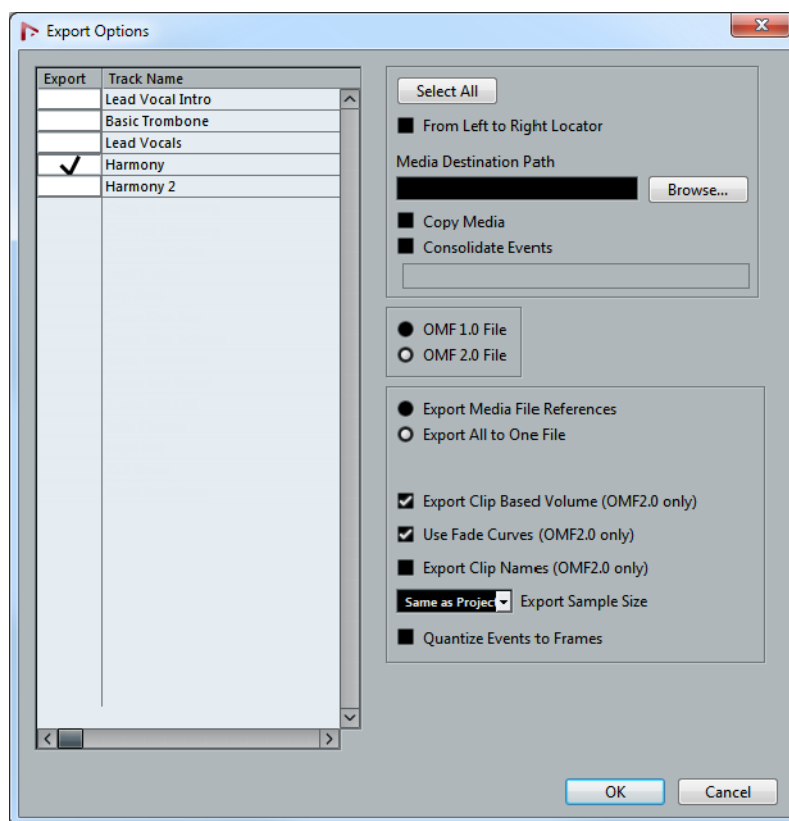 Export Options
Export Track Name
Lead Vocal Intro
Basic Trombone
Lead Vocals
Harmony
Harmony 2
Select All
From Left to Right Locator
Media Destination Path
Browse...
Copy Media
Consolidate Events
OMF 1.0 File
OMF 2.0 File
Export Media File References
Export All to One File
Export Clip Based Volume (OMF2.0 only)
Use Fade Curves (OMF2.0 only)
Export Clip Names (OMF2.0 only)
Same as Projec Export Sample Size
Quantize Events to Frames
OK Cancel